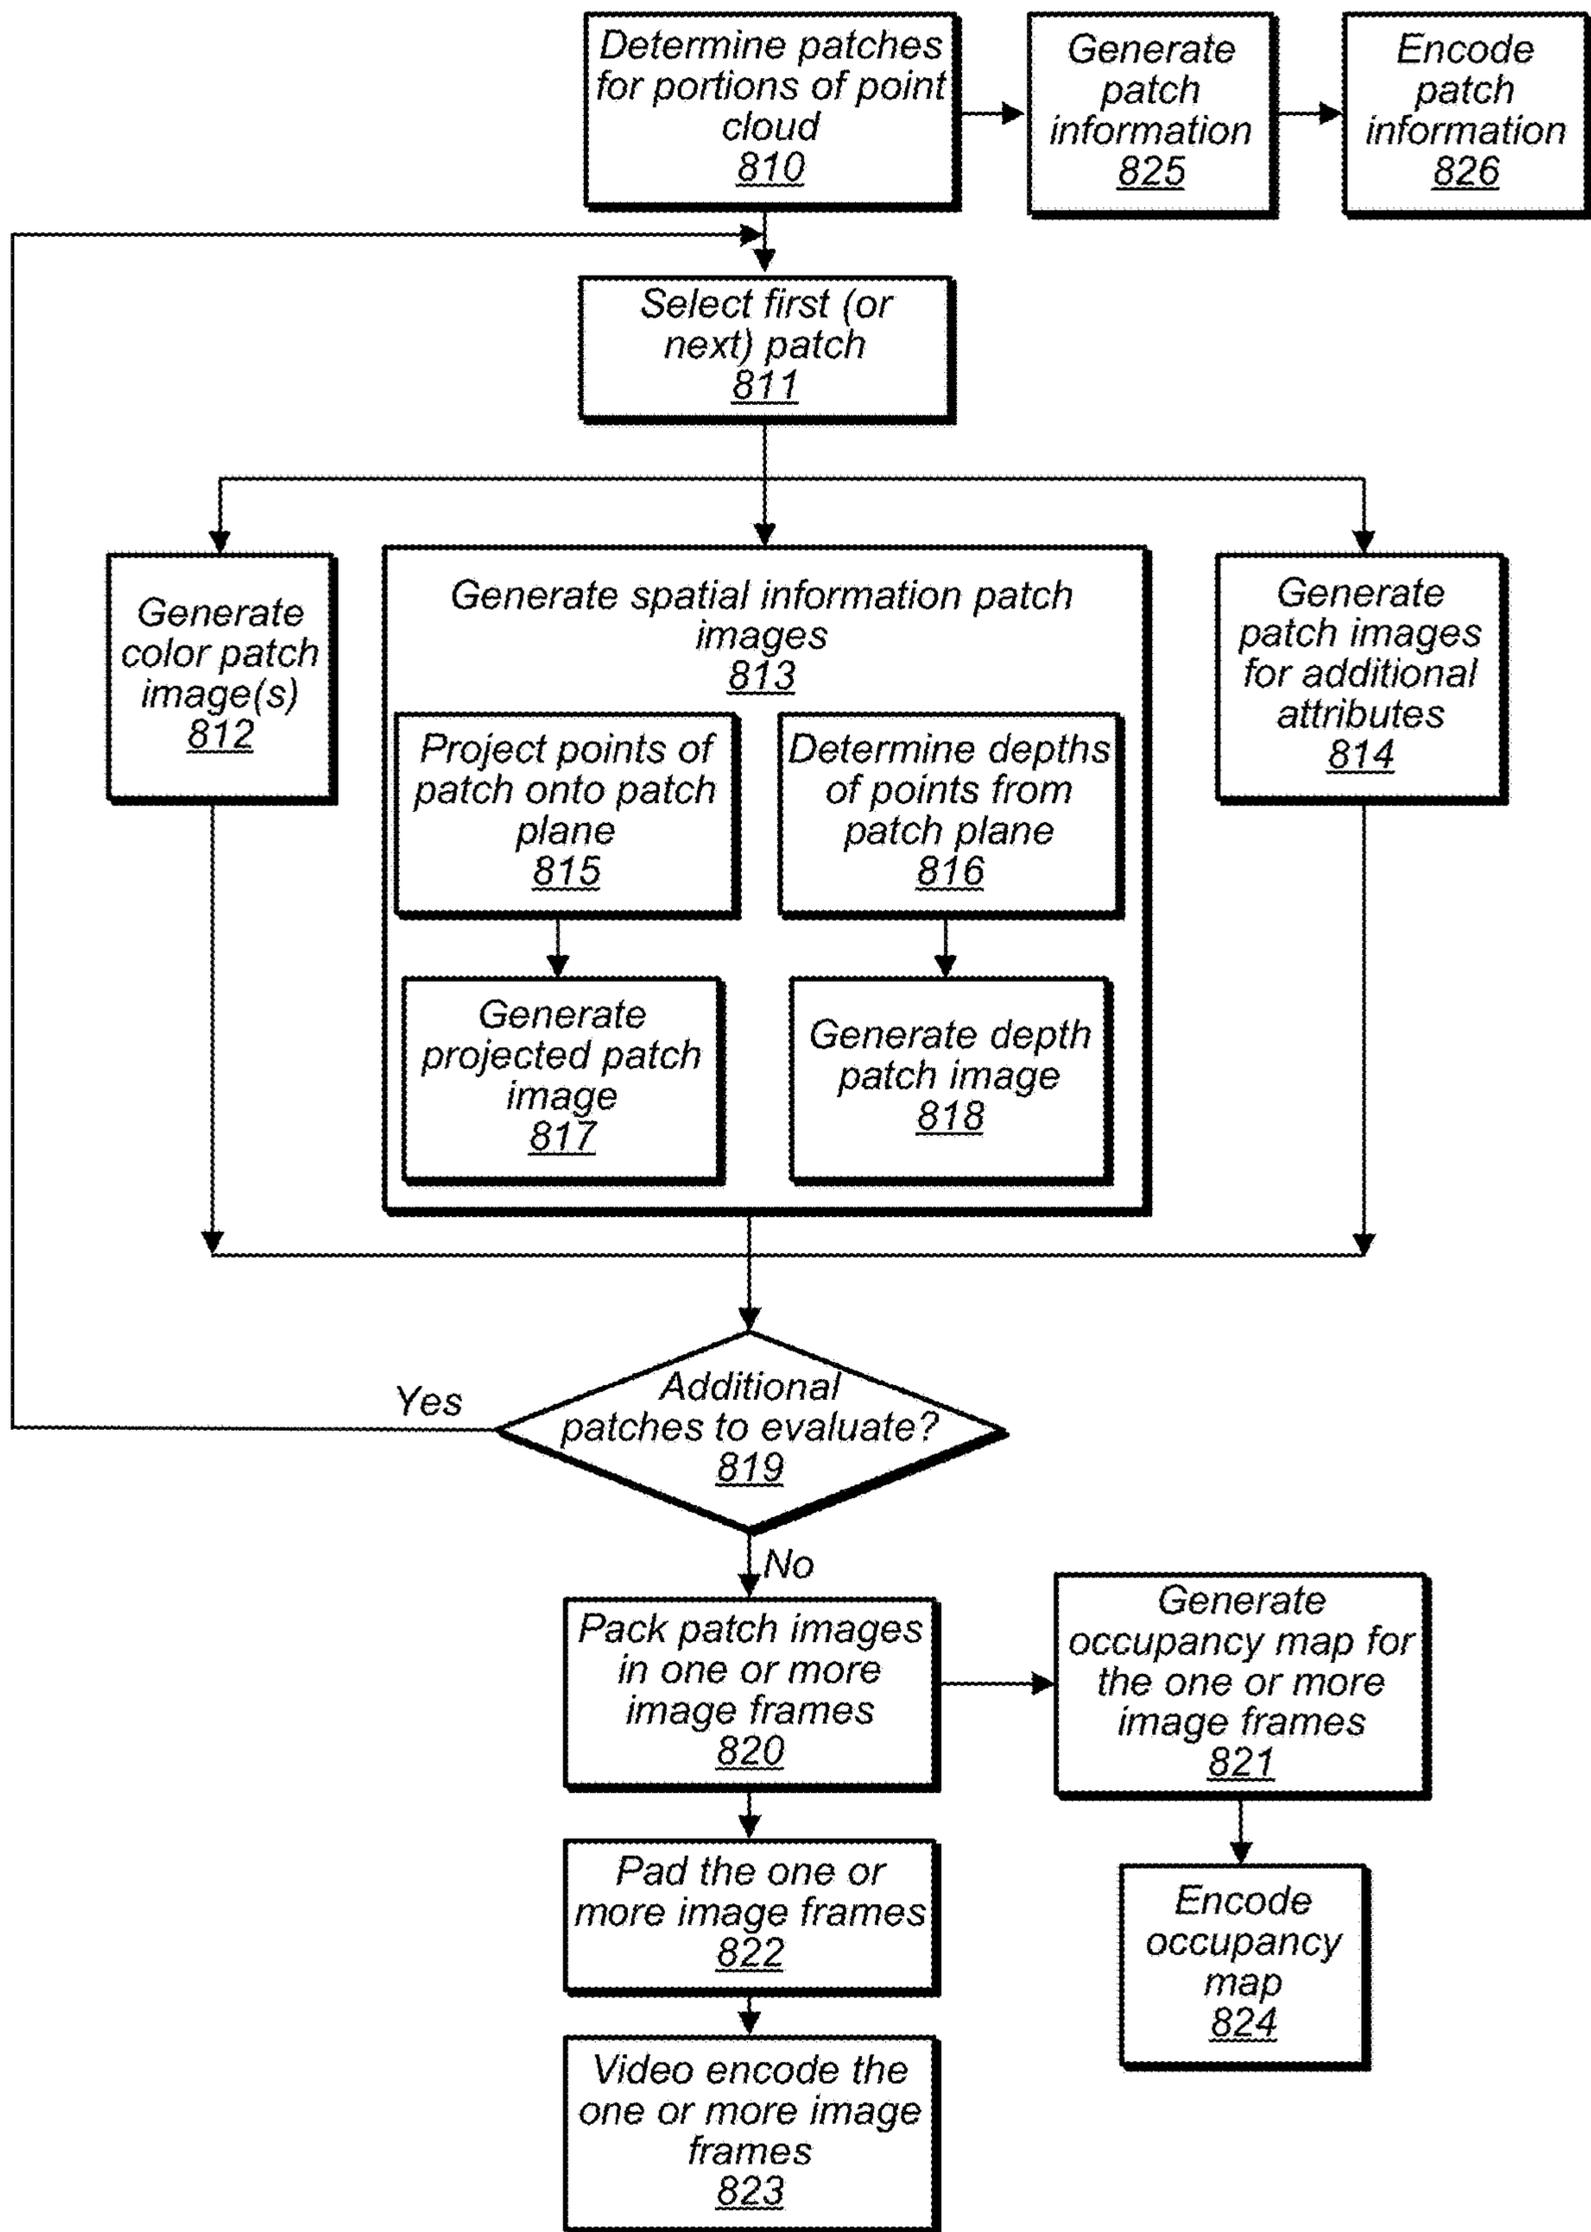 Determine patches
for portions of point
cloud
810
Generate
patch
information
825
Encode
patch
information
826
Select first (or
next) patch
811
Generate
color patch
image(s)
812
Generate spatial information patch
images
813
Project points of
patch onto patch
plane
815
Determine depths
of points from
patch plane
816
Generate
projected patch
image
817
Generate depth
patch image
818
Generate
patch images
for additional
attributes
814
Additional
patches to evaluate?
819
Yes
No
Pack patch images
in one or more
image frames
820
Generate
occupancy map for
the one or more
image frames
821
Pad the one or
more image frames
822
Encode
occupancy
map
824
Video encode the
one or more image
frames
823